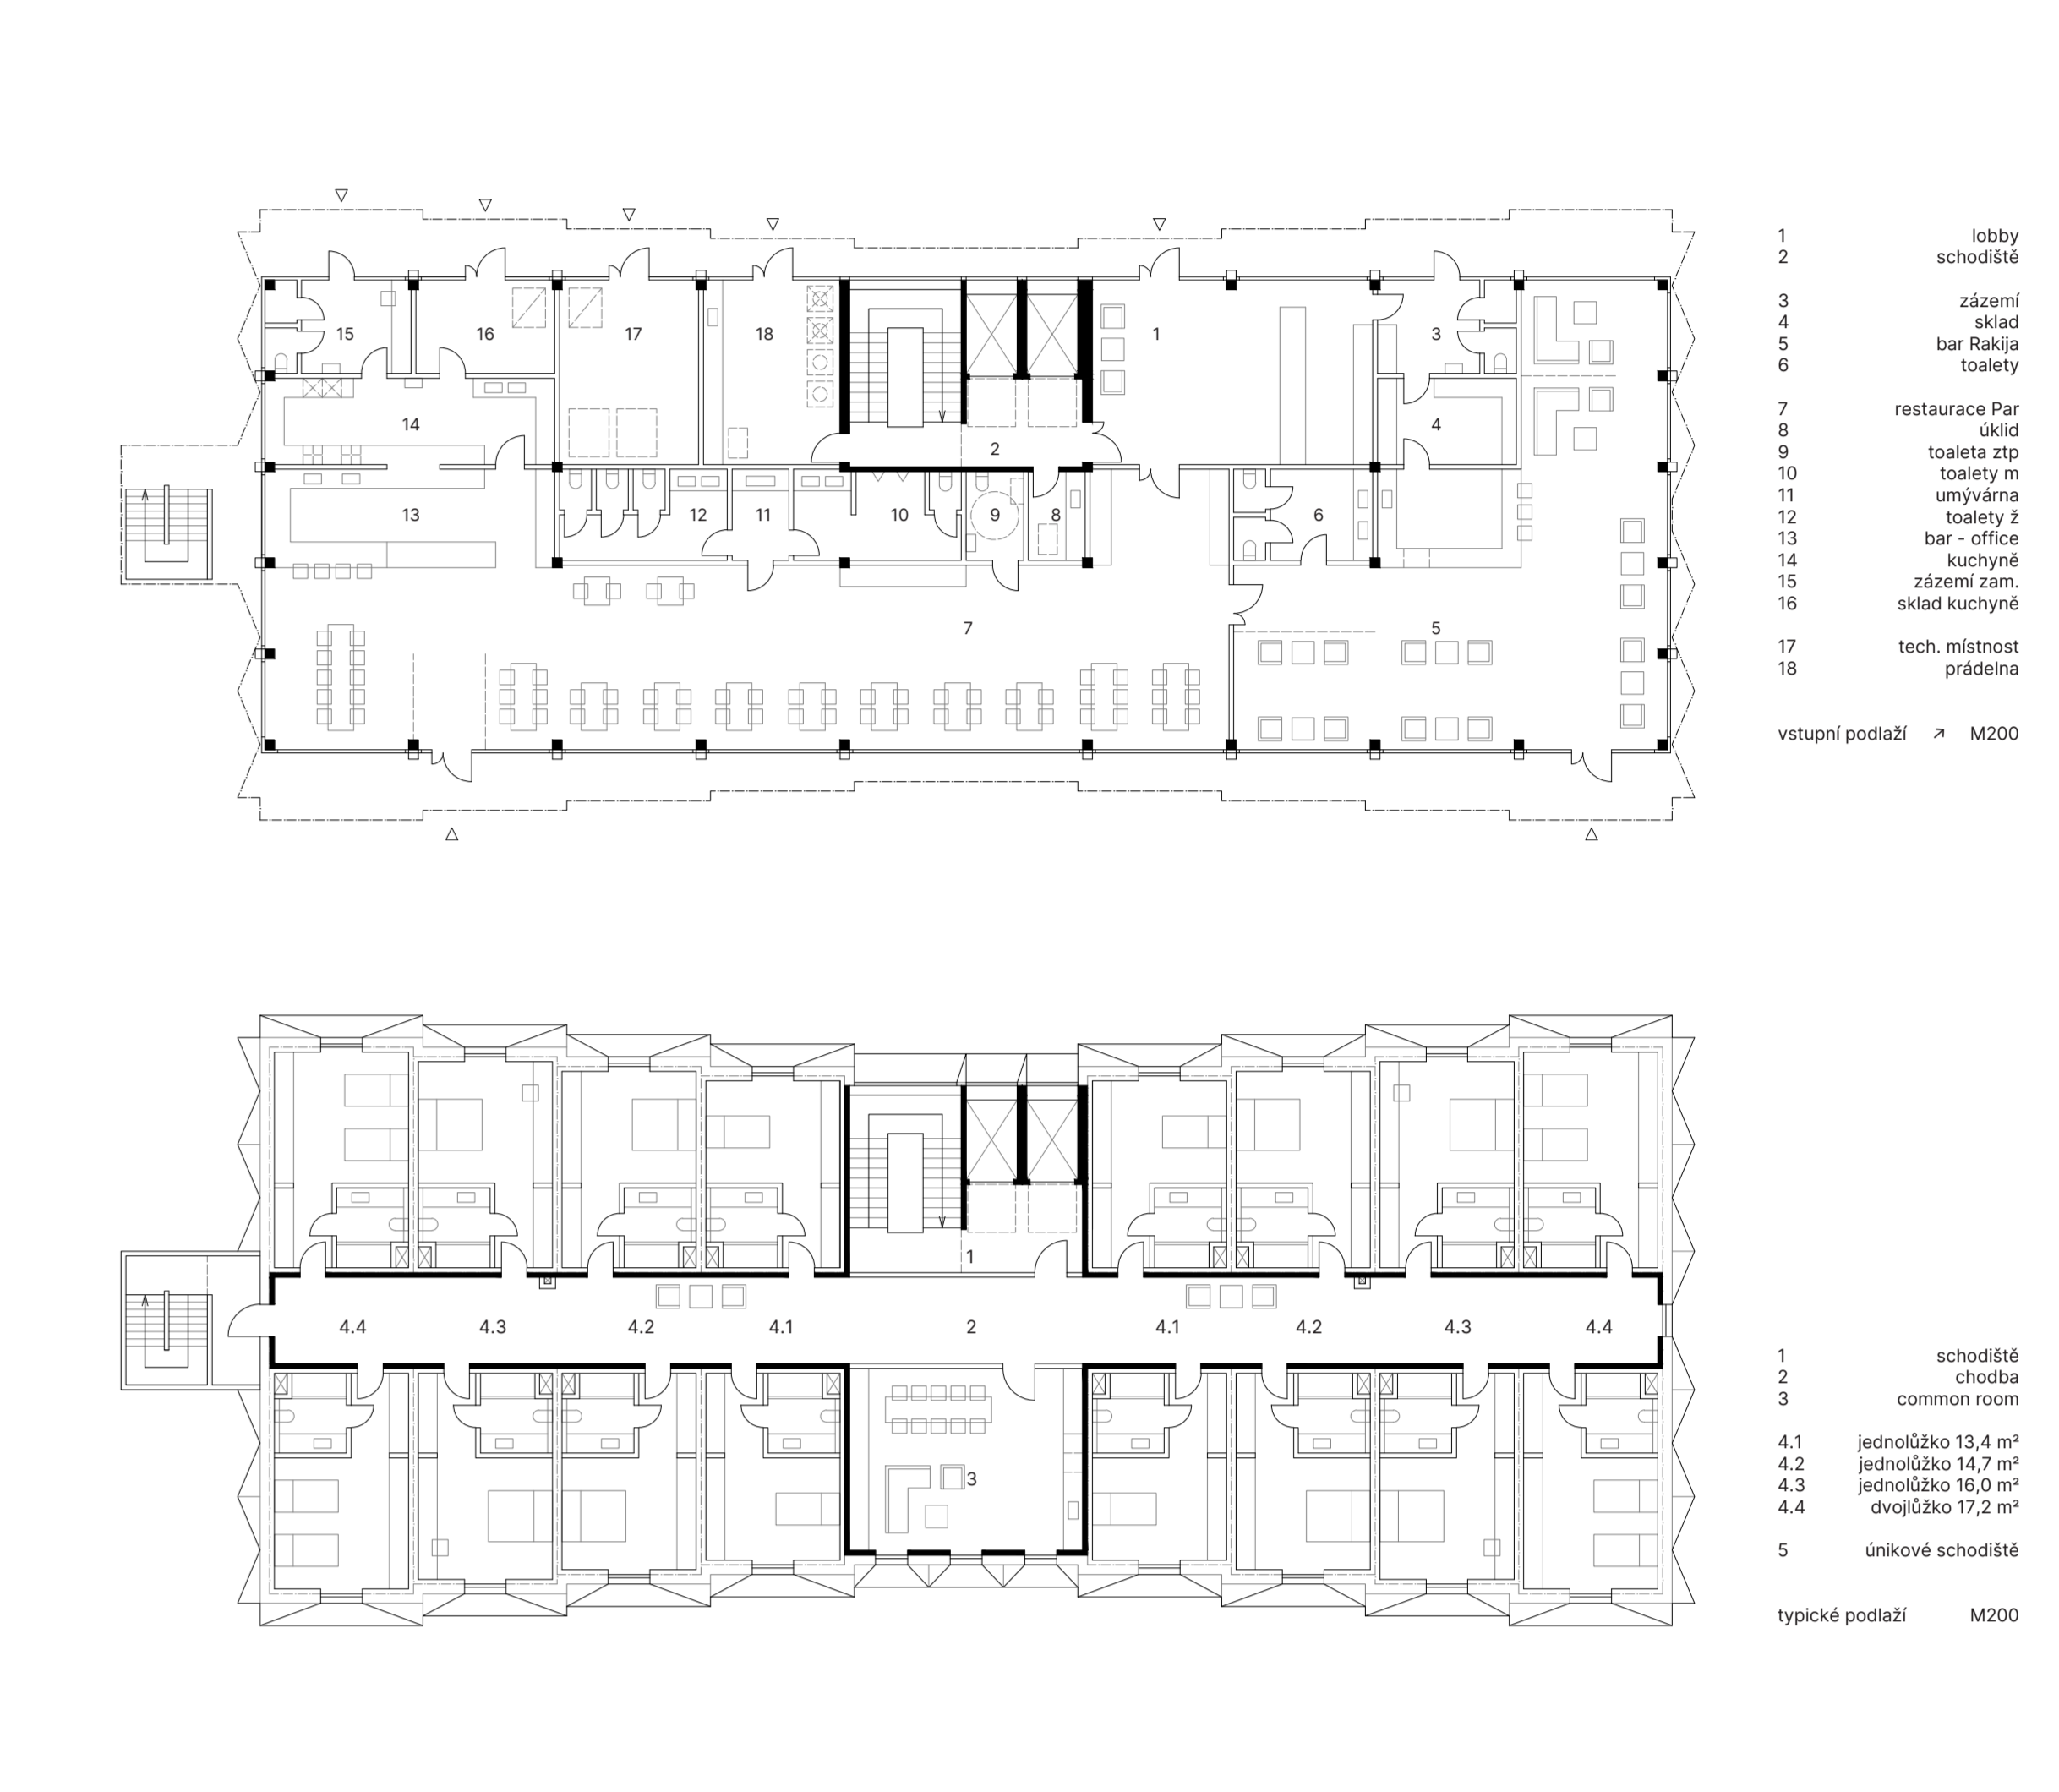 1 lobby
2 schodiště
3 zázemí
4 sklad
5 bar Rakija
6 toalety
7 restaurace Par
8 úklid
9 toaleta ztp
10 toalety m
11 umývárna
12 toalety ž
13 bar - office
14 kuchyně
15 zázemí zam.
16 sklad kuchyně
17 tech. místnost
18 prádelna
vstupní podlaží ↗ M200
15 16 17 18 1 3
14 2 4
13 12 11 10 9 8 6
7 5
1
4.4 4.3 4.2 4.1 2 4.1 4.2 4.3 4.4
3
1 schodiště
2 chodba
3 common room
4.1 jednolůžko 13,4 m²
4.2 jednolůžko 14,7 m²
4.3 jednolůžko 16,0 m²
4.4 dvojlůžko 17,2 m²
5 únikové schodiště
typické podlaží M200